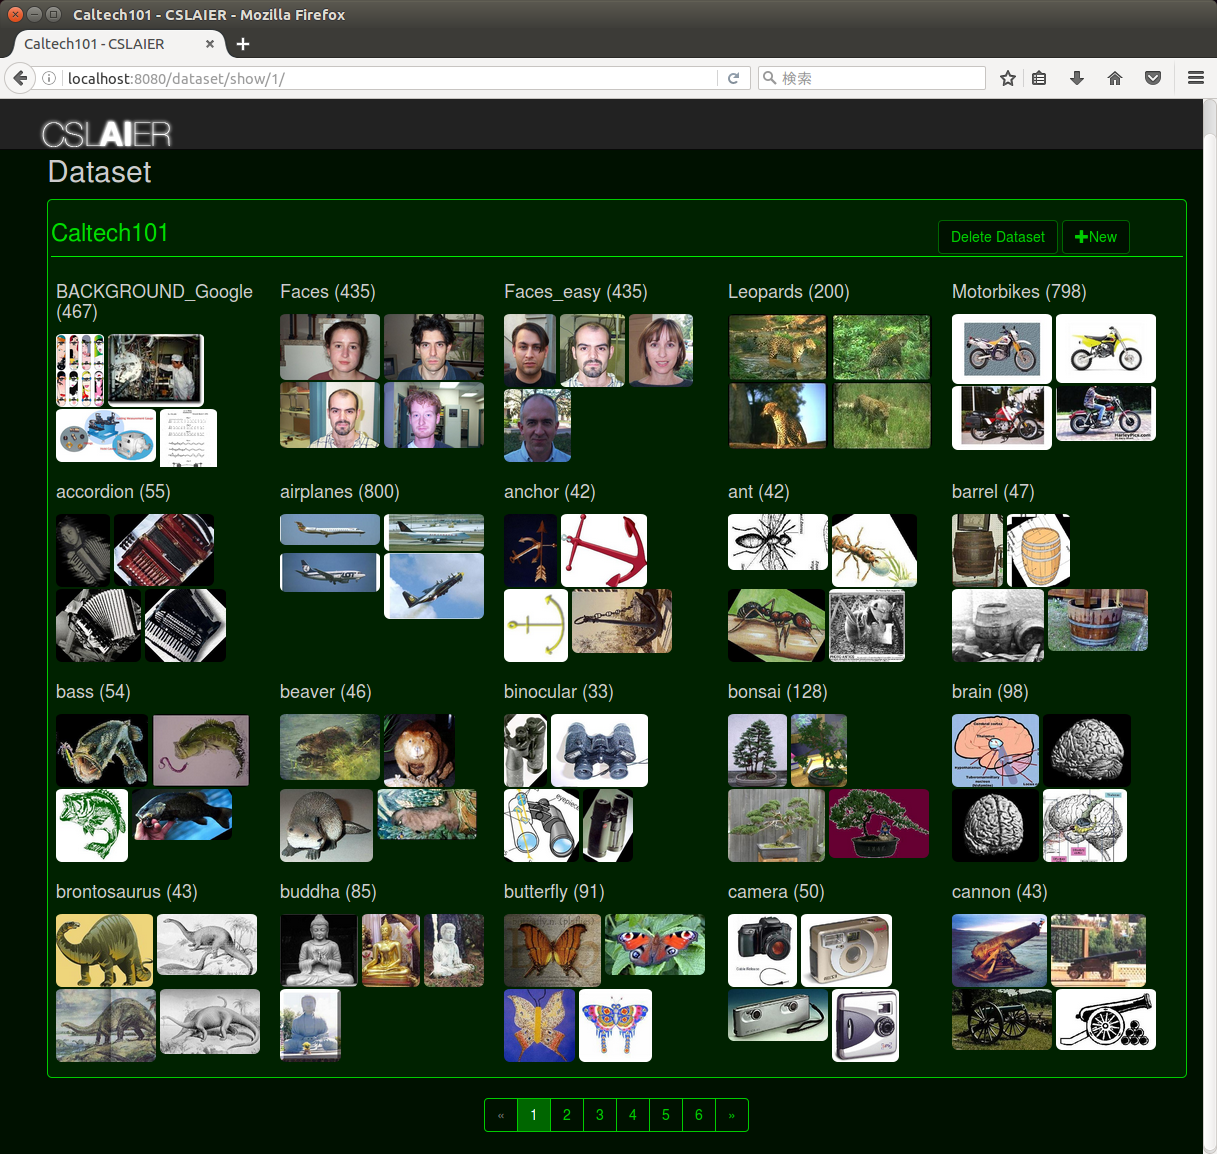 Caltech101 - CSLAIER - Mozilla Firefox
Caltech101 - CSLAIER
localhost:8080/dataset/show/1/
検索
CSLAIER
Dataset
Caltech101
Delete Dataset
New
BACKGROUND_Google
(467)
Faces (435)
Faces_easy (435)
Leopards (200)
Motorbikes (798)
HarleyPics.com
accordion (55)
airplanes (800)
anchor (42)
ant (42)
barrel (47)
bass (54)
beaver (46)
binocular (33)
bonsai (128)
brain (98)
eyepiece
brontosaurus (43)
buddha (85)
butterfly (91)
camera (50)
cannon (43)
«
1
2
3
4
5
6
»